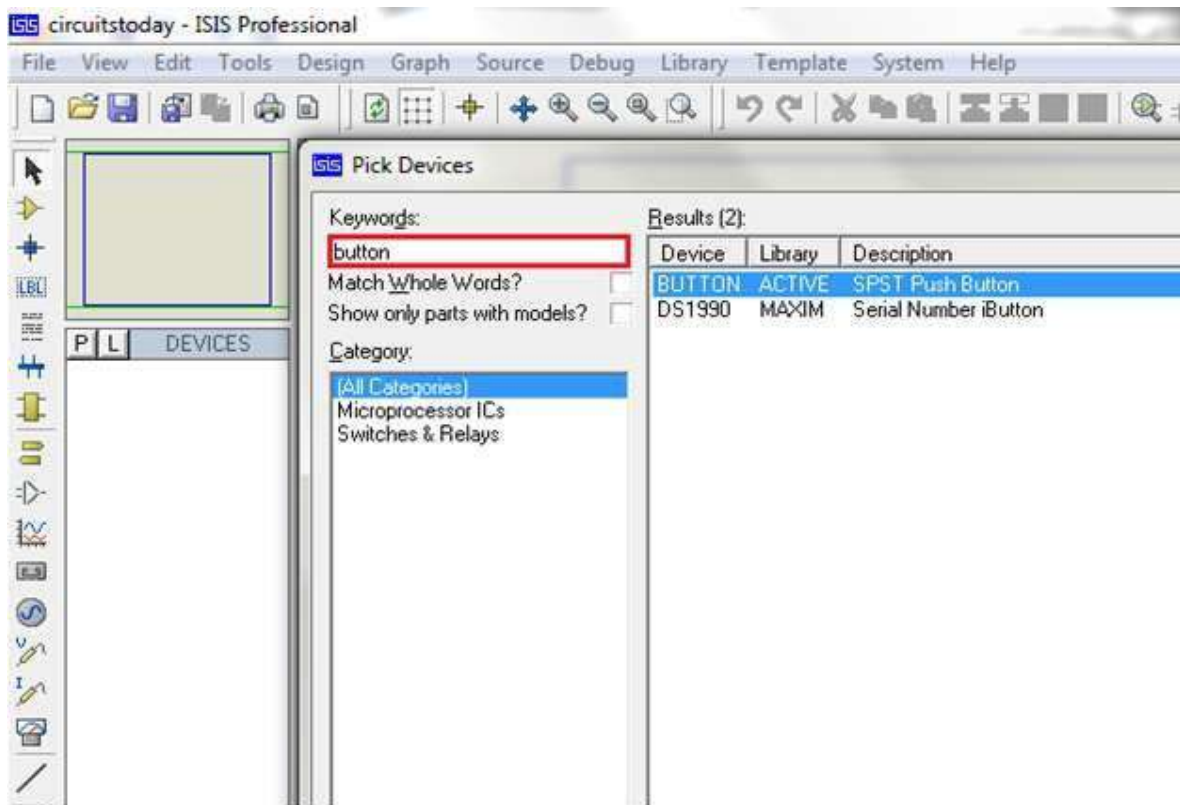 isis circuitstoday - ISIS Professional
File View Edit Tools Design Graph Source Debug Library Template System Help
isis Pick Devices
Keywords:
button
Match Whole Words?
Show only parts with models?
Category:
(All Categories)
Microprocessor ICs
Switches & Relays
Results (2):
Device Library Description
BUTTON ACTIVE SPST Push Button
DS1990 MAXIM Serial Number iButton
LBL
P L DEVICES
V
I